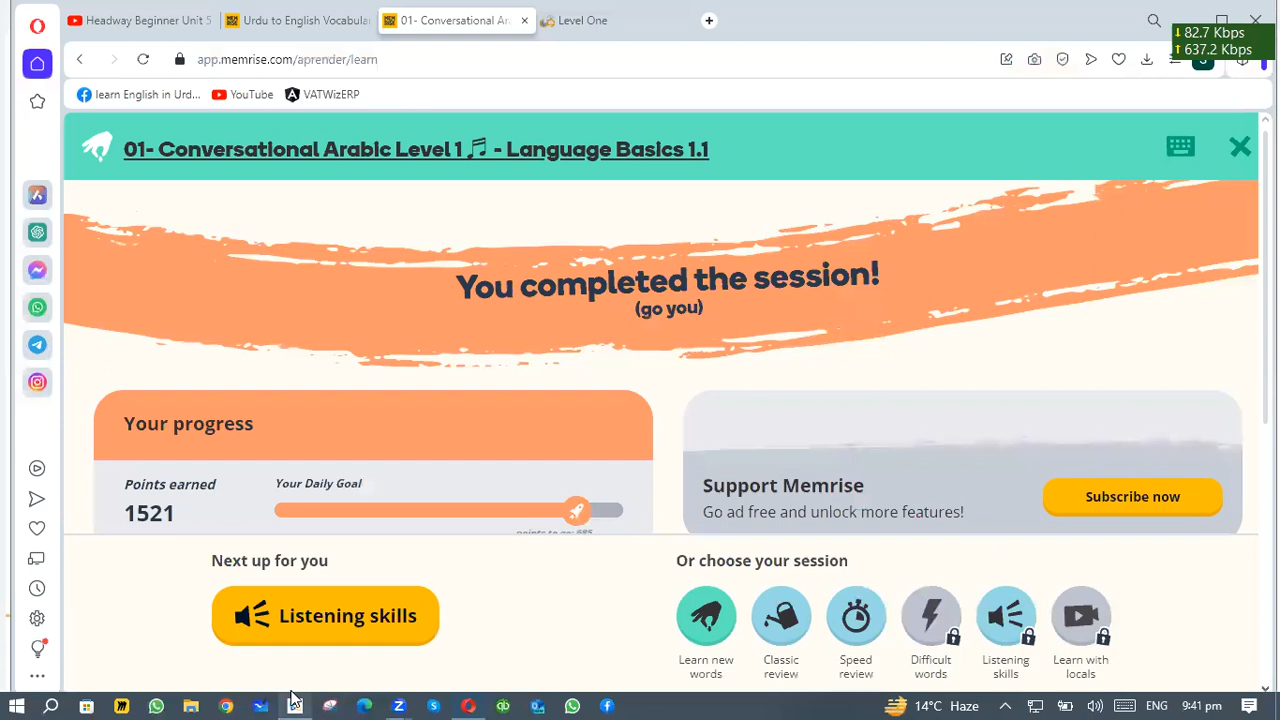 Headway Beginner Unit 5
Urdu to English Vocabula
01- Conversational Ar
Level One
82.7 Kbps
637.2 Kbps
app.memrise.com/aprender/learn
learn English in Urd...
YouTube
VATWizERP
01- Conversational Arabic Level 1 🎵 - Language Basics 1.1
You completed the session!
(go you)
Your progress
Points earned
1521
Your Daily Goal
points to go: 685
Support Memrise
Go ad free and unlock more features!
Subscribe now
Next up for you
Listening skills
Or choose your session
Learn new
words
Classic
review
Speed
review
Difficult
words
Listening
skills
Learn with
locals
14°C Haze
ENG
9:41 pm